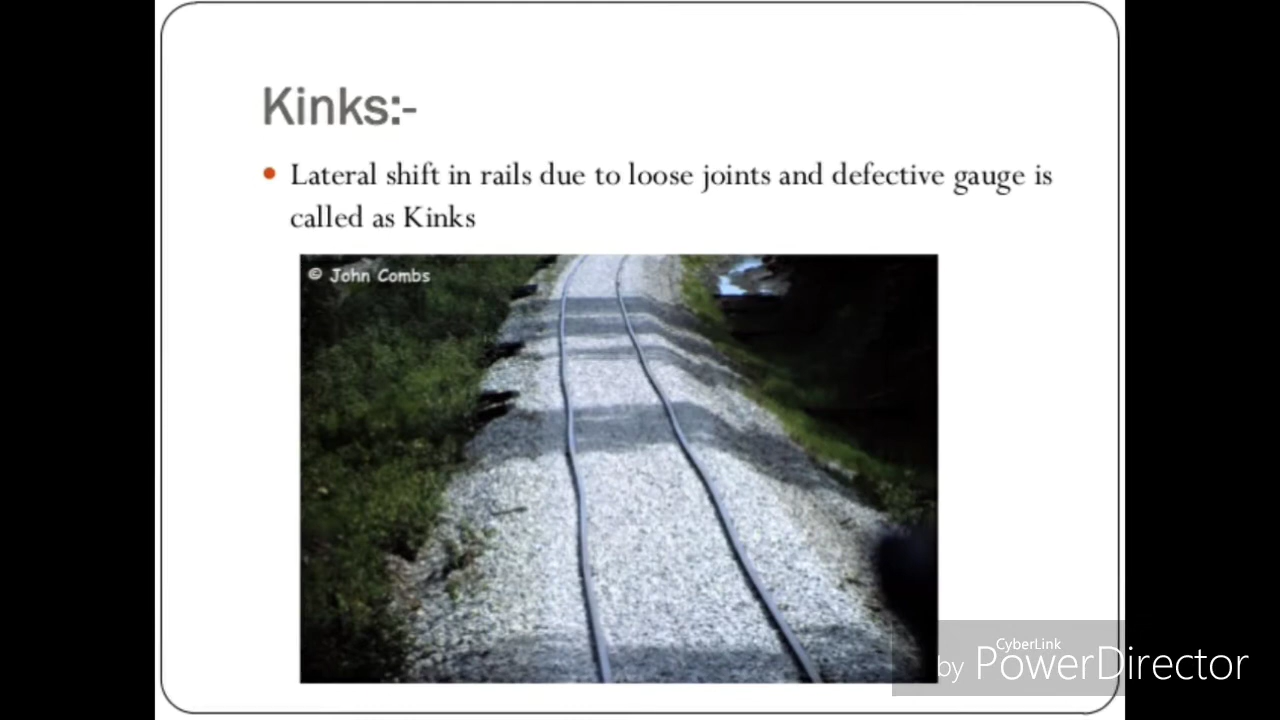 Kinks:-
• Lateral shift in rails due to loose joints and defective gauge is
called as Kinks
© John Combs
CyberLink
by PowerDirector